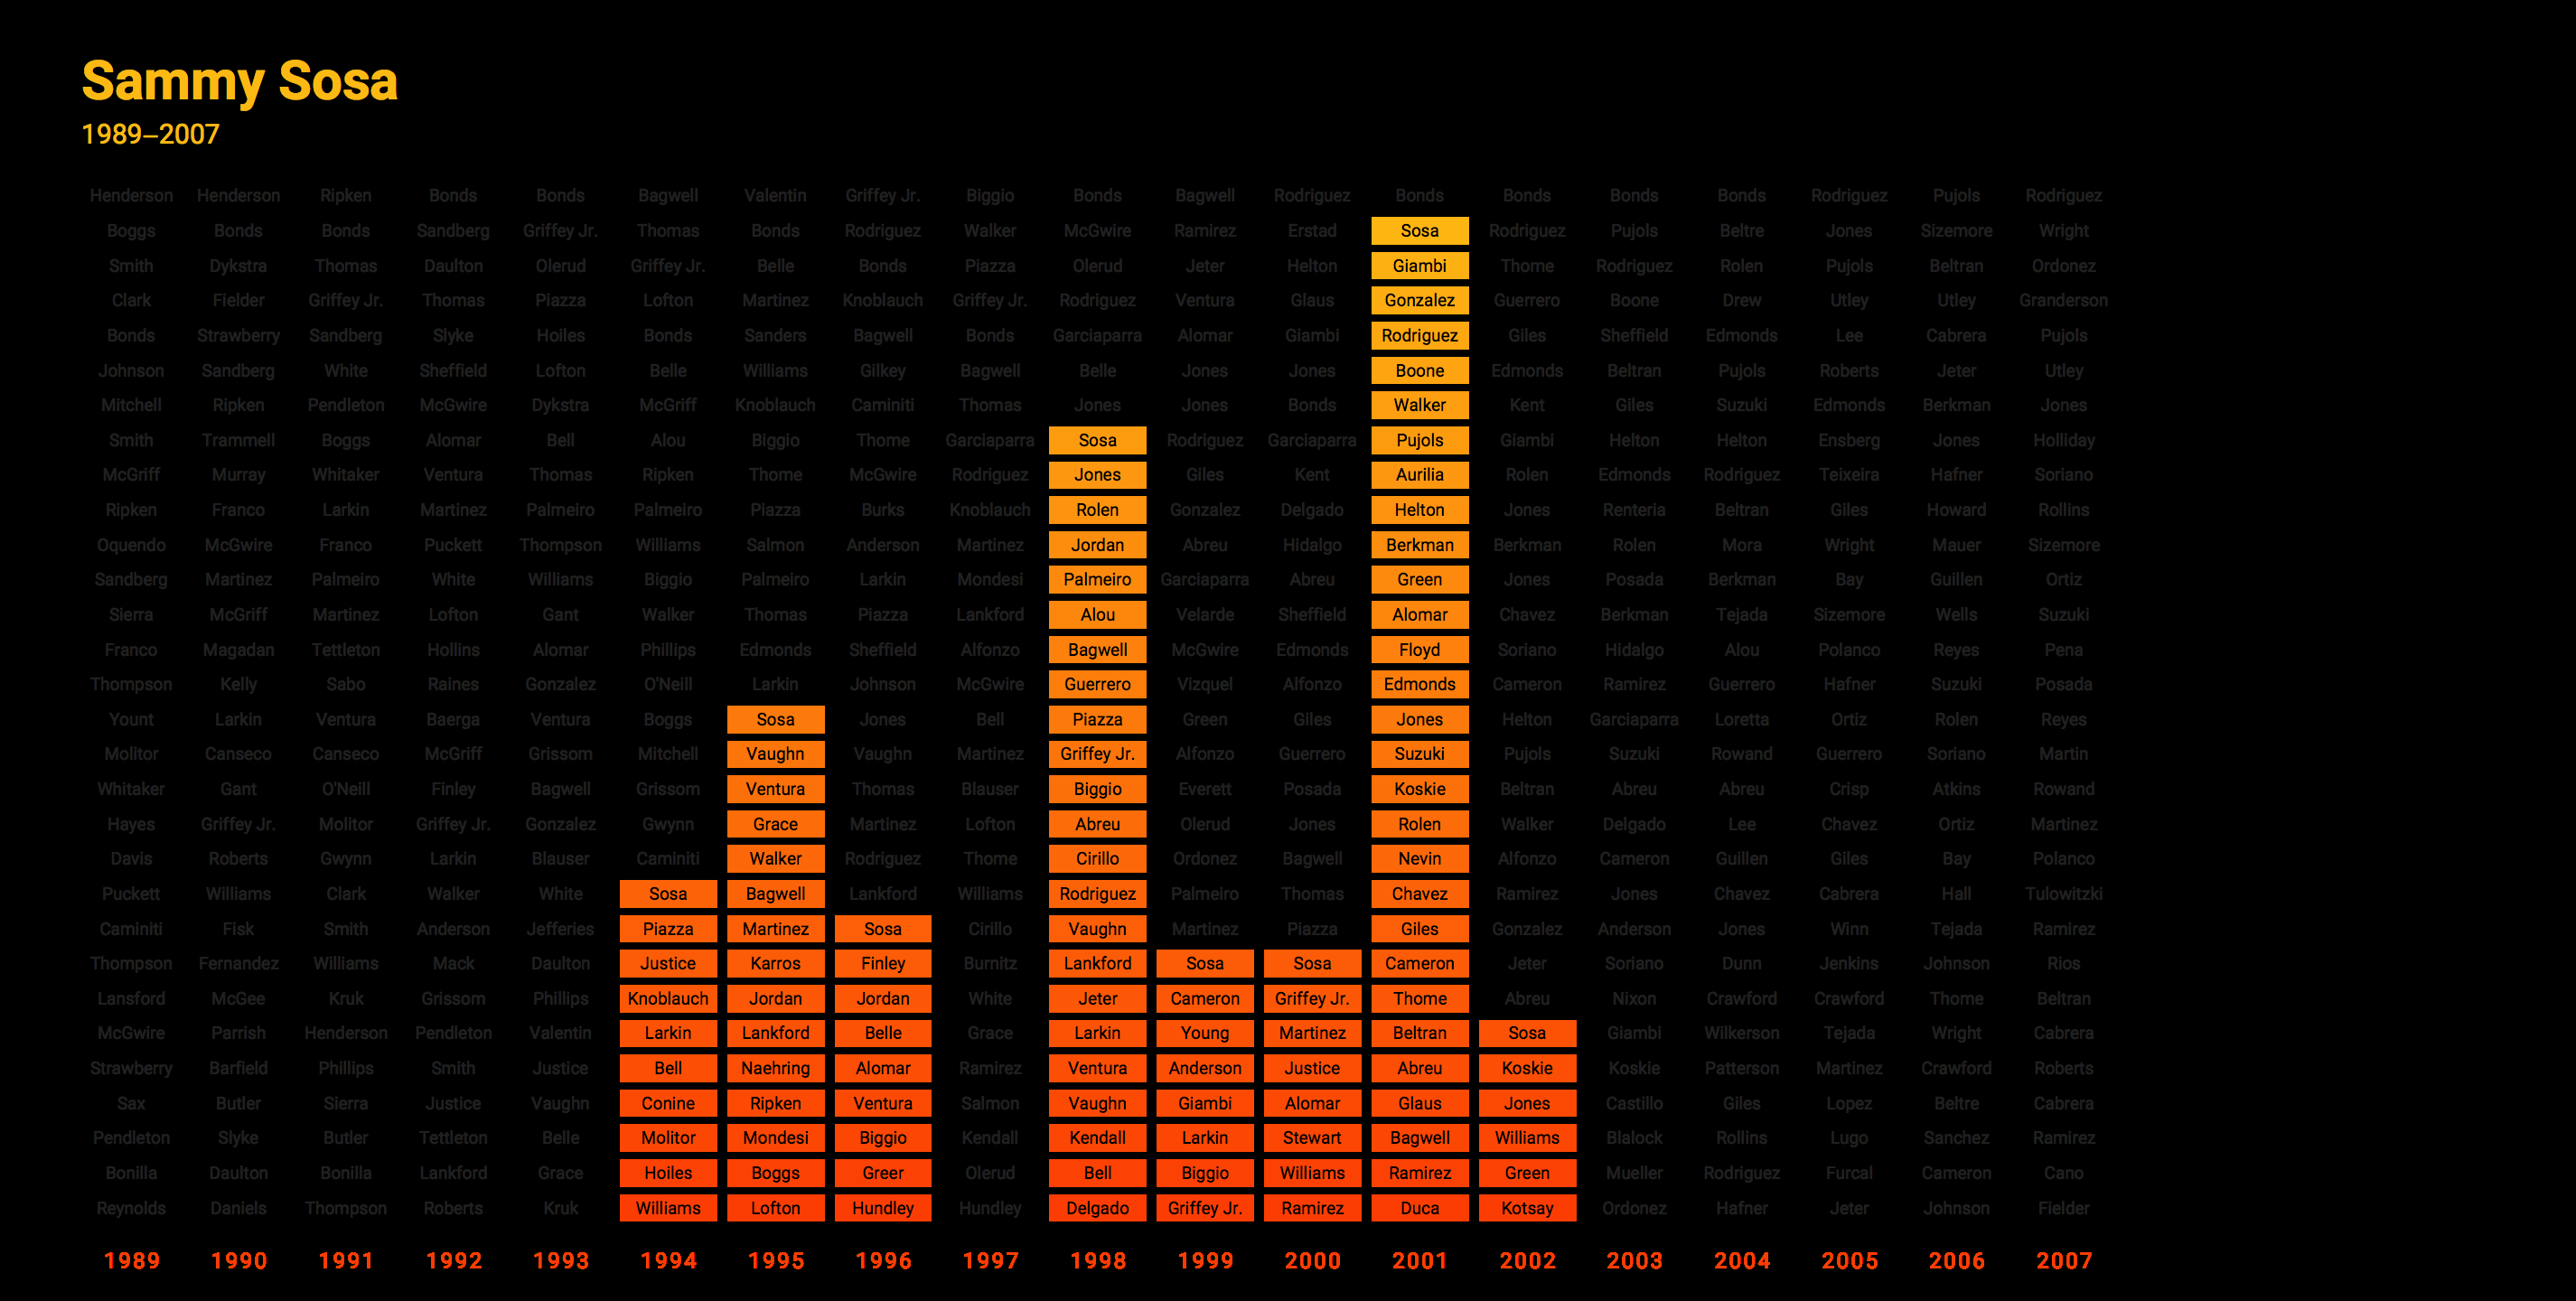 Sammy Sosa
1989–2007
Henderson Henderson Ripken Bonds Bonds Bagwell Valentin Griffey Jr. Biggio Bonds Bagwell Rodriguez Bonds Bonds Bonds Bonds Rodriguez Pujols Rodriguez
Boggs Bonds Bonds Sandberg Griffey Jr. Thomas Bonds Rodriguez Walker McGwire Ramirez Erstad Sosa Rodriguez Pujols Beltre Jones Sizemore Wright
Smith Dykstra Thomas Daulton Olerud Griffey Jr. Belle Bonds Piazza Olerud Jeter Helton Giambi Thome Rodriguez Rolen Pujols Beltran Ordonez
Clark Fielder Griffey Jr. Thomas Piazza Lofton Martinez Knoblauch Griffey Jr. Rodriguez Ventura Glaus Gonzalez Guerrero Boone Drew Utley Utley Granderson
Bonds Strawberry Sandberg Slyke Hoiles Bonds Sanders Bagwell Bonds Garciaparra Alomar Giambi Rodriguez Giles Sheffield Edmonds Lee Cabrera Pujols
Johnson Sandberg White Sheffield Lofton Belle Williams Gilkey Bagwell Belle Jones Jones Boone Edmonds Beltran Pujols Roberts Jeter Utley
Mitchell Ripken Pendleton McGwire Dykstra McGriff Knoblauch Caminiti Thomas Jones Jones Bonds Walker Kent Giles Suzuki Edmonds Berkman Jones
Smith Trammell Boggs Alomar Bell Alou Biggio Thome Garciaparra Sosa Rodriguez Garciaparra Pujols Giambi Helton Helton Ensberg Jones Holliday
McGriff Murray Whitaker Ventura Thomas Ripken Thome McGwire Rodriguez Jones Giles Kent Aurilia Rolen Edmonds Rodriguez Teixeira Hafner Soriano
Ripken Franco Larkin Martinez Palmeiro Palmeiro Piazza Burks Knoblauch Rolen Gonzalez Delgado Helton Jones Renteria Beltran Giles Howard Rollins
Oquendo McGwire Franco Puckett Thompson Williams Salmon Anderson Martinez Jordan Abreu Hidalgo Berkman Berkman Rolen Mora Wright Mauer Sizemore
Sandberg Martinez Palmeiro White Williams Biggio Palmeiro Larkin Mondesi Palmeiro Garciaparra Abreu Green Jones Posada Berkman Bay Guillen Ortiz
Sierra McGriff Martinez Lofton Gant Walker Thomas Piazza Lankford Alou Velarde Sheffield Alomar Chavez Berkman Tejada Sizemore Wells Suzuki
Franco Magadan Tettleton Hollins Alomar Phillips Edmonds Sheffield Alfonzo Bagwell McGwire Edmonds Floyd Soriano Hidalgo Alou Polanco Reyes Pena
Thompson Kelly Sabo Raines Gonzalez O'Neill Larkin Johnson McGwire Guerrero Vizquel Alfonzo Edmonds Cameron Ramirez Guerrero Hafner Suzuki Posada
Yount Larkin Ventura Baerga Ventura Boggs Sosa Jones Bell Piazza Green Giles Jones Helton Garciaparra Loretta Ortiz Rolen Reyes
Molitor Canseco Canseco McGriff Grissom Mitchell Vaughn Vaughn Martinez Griffey Jr. Alfonzo Guerrero Suzuki Pujols Suzuki Rowand Guerrero Soriano Martin
Whitaker Gant O'Neill Finley Bagwell Grissom Ventura Thomas Blauser Biggio Everett Posada Koskie Beltran Abreu Abreu Crisp Atkins Rowand
Hayes Griffey Jr. Molitor Griffey Jr. Gonzalez Gwynn Grace Martinez Lofton Abreu Olerud Jones Rolen Walker Delgado Lee Chavez Ortiz Martinez
Davis Roberts Gwynn Larkin Blauser Caminiti Walker Rodriguez Thome Cirillo Ordonez Bagwell Nevin Alfonzo Cameron Guillen Giles Bay Polanco
Puckett Williams Clark Walker White Sosa Bagwell Lankford Williams Rodriguez Palmeiro Thomas Chavez Ramirez Jones Chavez Cabrera Hall Tulowitzki
Caminiti Fisk Smith Anderson Jefferies Piazza Martinez Sosa Cirillo Vaughn Martinez Piazza Giles Gonzalez Anderson Jones Winn Tejada Ramirez
Thompson Fernandez Williams Mack Daulton Justice Karros Finley Burnitz Lankford Sosa Sosa Cameron Jeter Soriano Dunn Jenkins Johnson Rios
Lansford McGee Kruk Grissom Phillips Knoblauch Jordan Jordan White Jeter Cameron Griffey Jr. Thome Abreu Nixon Crawford Crawford Thome Beltran
McGwire Parrish Henderson Pendleton Valentin Larkin Lankford Belle Grace Larkin Young Martinez Beltran Sosa Giambi Wilkerson Tejada Wright Cabrera
Strawberry Barfield Phillips Smith Justice Bell Naehring Alomar Ramirez Ventura Anderson Justice Abreu Koskie Koskie Patterson Martinez Crawford Roberts
Sax Butler Sierra Justice Vaughn Conine Ripken Ventura Salmon Vaughn Giambi Alomar Glaus Jones Castillo Giles Lopez Beltre Cabrera
Pendleton Slyke Butler Tettleton Belle Molitor Mondesi Biggio Kendall Kendall Larkin Stewart Bagwell Williams Blalock Rollins Lugo Sanchez Ramirez
Bonilla Daulton Bonilla Lankford Grace Hoiles Boggs Greer Olerud Bell Biggio Williams Ramirez Green Mueller Rodriguez Furcal Cameron Cano
Reynolds Daniels Thompson Roberts Kruk Williams Lofton Hundley Hundley Delgado Griffey Jr. Ramirez Duca Kotsay Ordonez Hafner Jeter Johnson Fielder
1989 1990 1991 1992 1993 1994 1995 1996 1997 1998 1999 2000 2001 2002 2003 2004 2005 2006 2007